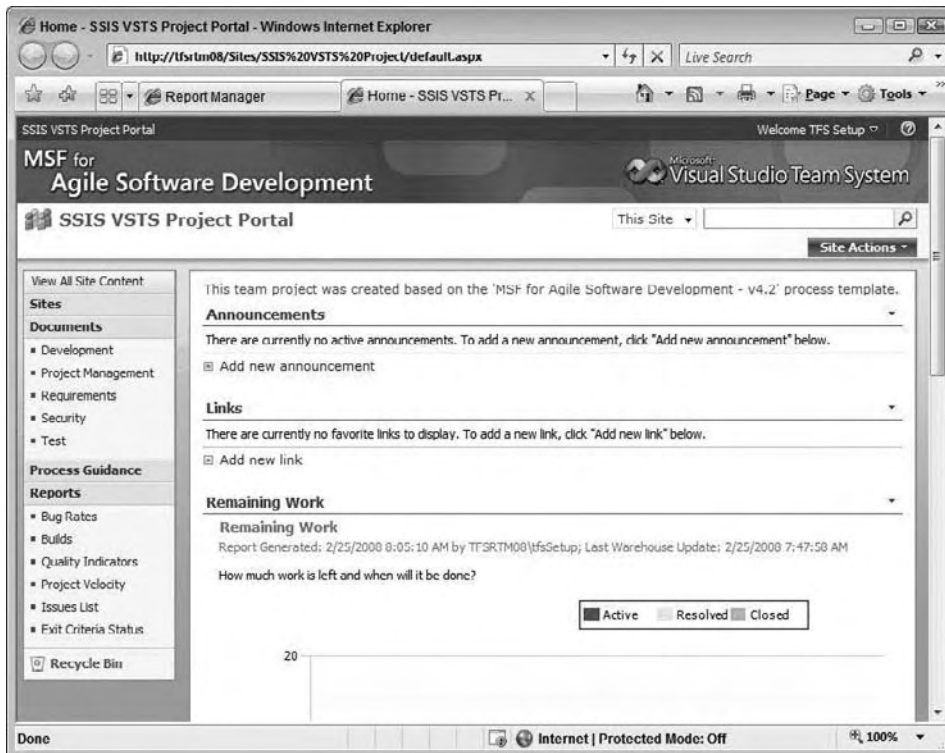 Home - SSIS VSTS Project Portal - Windows Internet Explorer
http://tfsrtm08/Sites/SSIS%20VSTS%20Project/default.aspx
Live Search
Report Manager
Home - SSIS VSTS Pr...
Page
Tools
SSIS VSTS Project Portal
Welcome TFS Setup
MSF for
Agile Software Development
Microsoft
Visual Studio Team System
SSIS VSTS Project Portal
This Site
Site Actions
View All Site Content
Sites
Documents
Development
Project Management
Requirements
Security
Test
Process Guidance
Reports
Bug Rates
Builds
Quality Indicators
Project Velocity
Issues List
Exit Criteria Status
Recycle Bin
This team project was created based on the 'MSF for Agile Software Development - v4.2' process template.
Announcements
There are currently no active announcements. To add a new announcement, click "Add new announcement" below.
Add new announcement
Links
There are currently no favorite links to display. To add a new link, click "Add new link" below.
Add new link
Remaining Work
Remaining Work
Report Generated: 2/25/2008 8:05:10 AM by TFSRTM08\tfsSetup; Last Warehouse Update: 2/25/2008 7:47:58 AM
How much work is left and when will it be done?
Active Resolved Closed
20
Done
Internet | Protected Mode: Off
100%